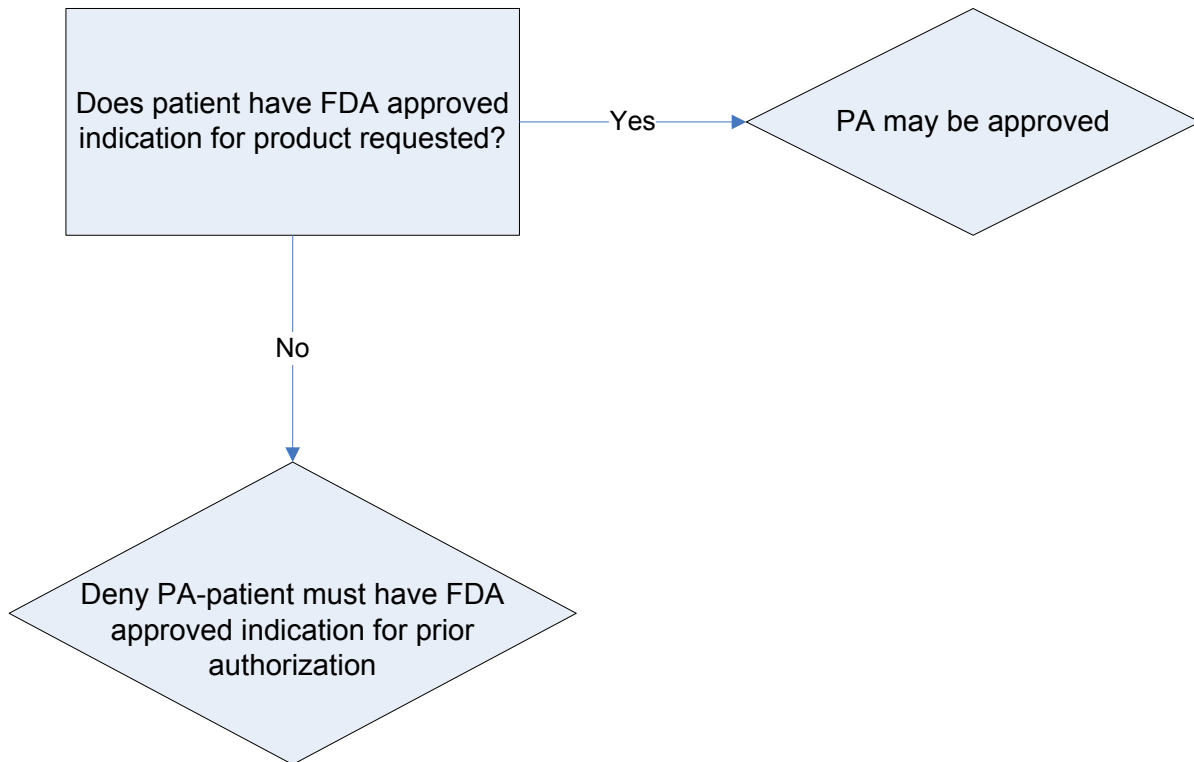 Does patient have FDA approved
indication for product requested?
Yes
PA may be approved
No
Deny PA-patient must have FDA
approved indication for prior
authorization